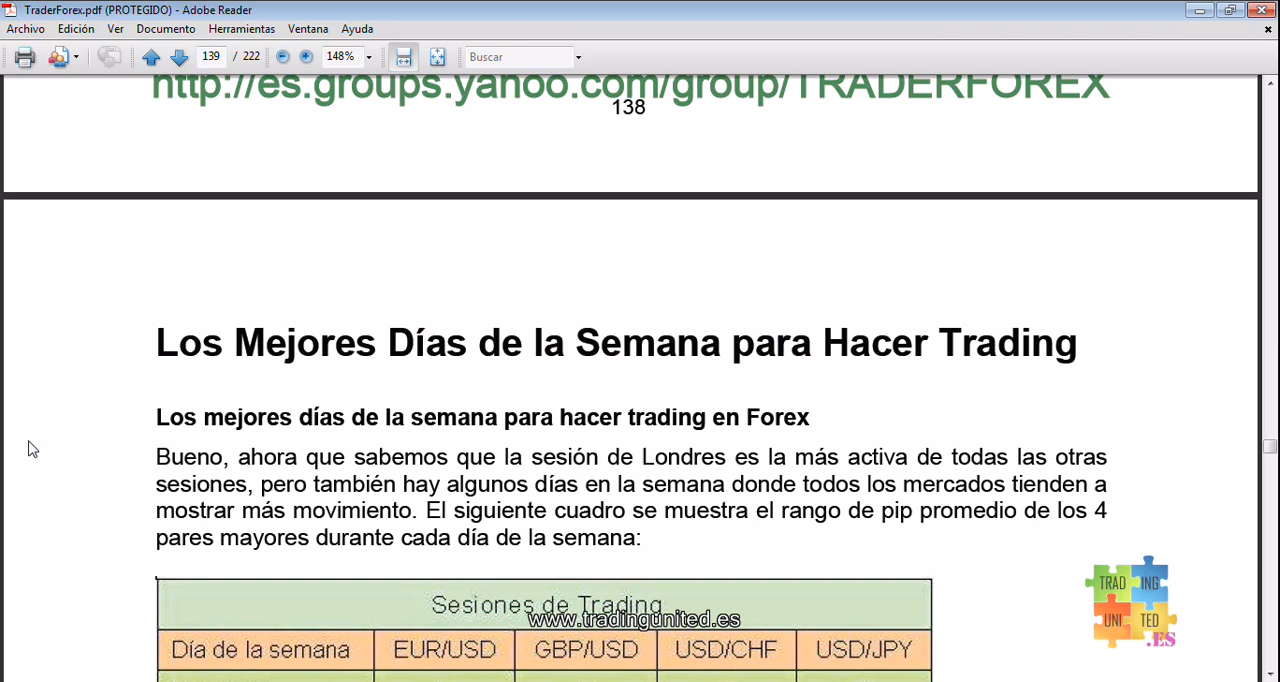 TraderForex.pdf (PROTEGIDO) - Adobe Reader
Archivo Edición Ver Documento Herramientas Ventana Ayuda
139 / 222 148% Buscar
http://es.groups.yahoo.com/group/TRADERFOREX
138
Los Mejores Días de la Semana para Hacer Trading
Los mejores días de la semana para hacer trading en Forex
Bueno, ahora que sabemos que la sesión de Londres es la más activa de todas las otras
sesiones, pero también hay algunos días en la semana donde todos los mercados tienden a
mostrar más movimiento. El siguiente cuadro se muestra el rango de pip promedio de los 4
pares mayores durante cada día de la semana:
Sesiones de Trading
www.tradingunited.es
Día de la semana EUR/USD GBP/USD USD/CHF USD/JPY
TRAD ING
UNI TED
.ES